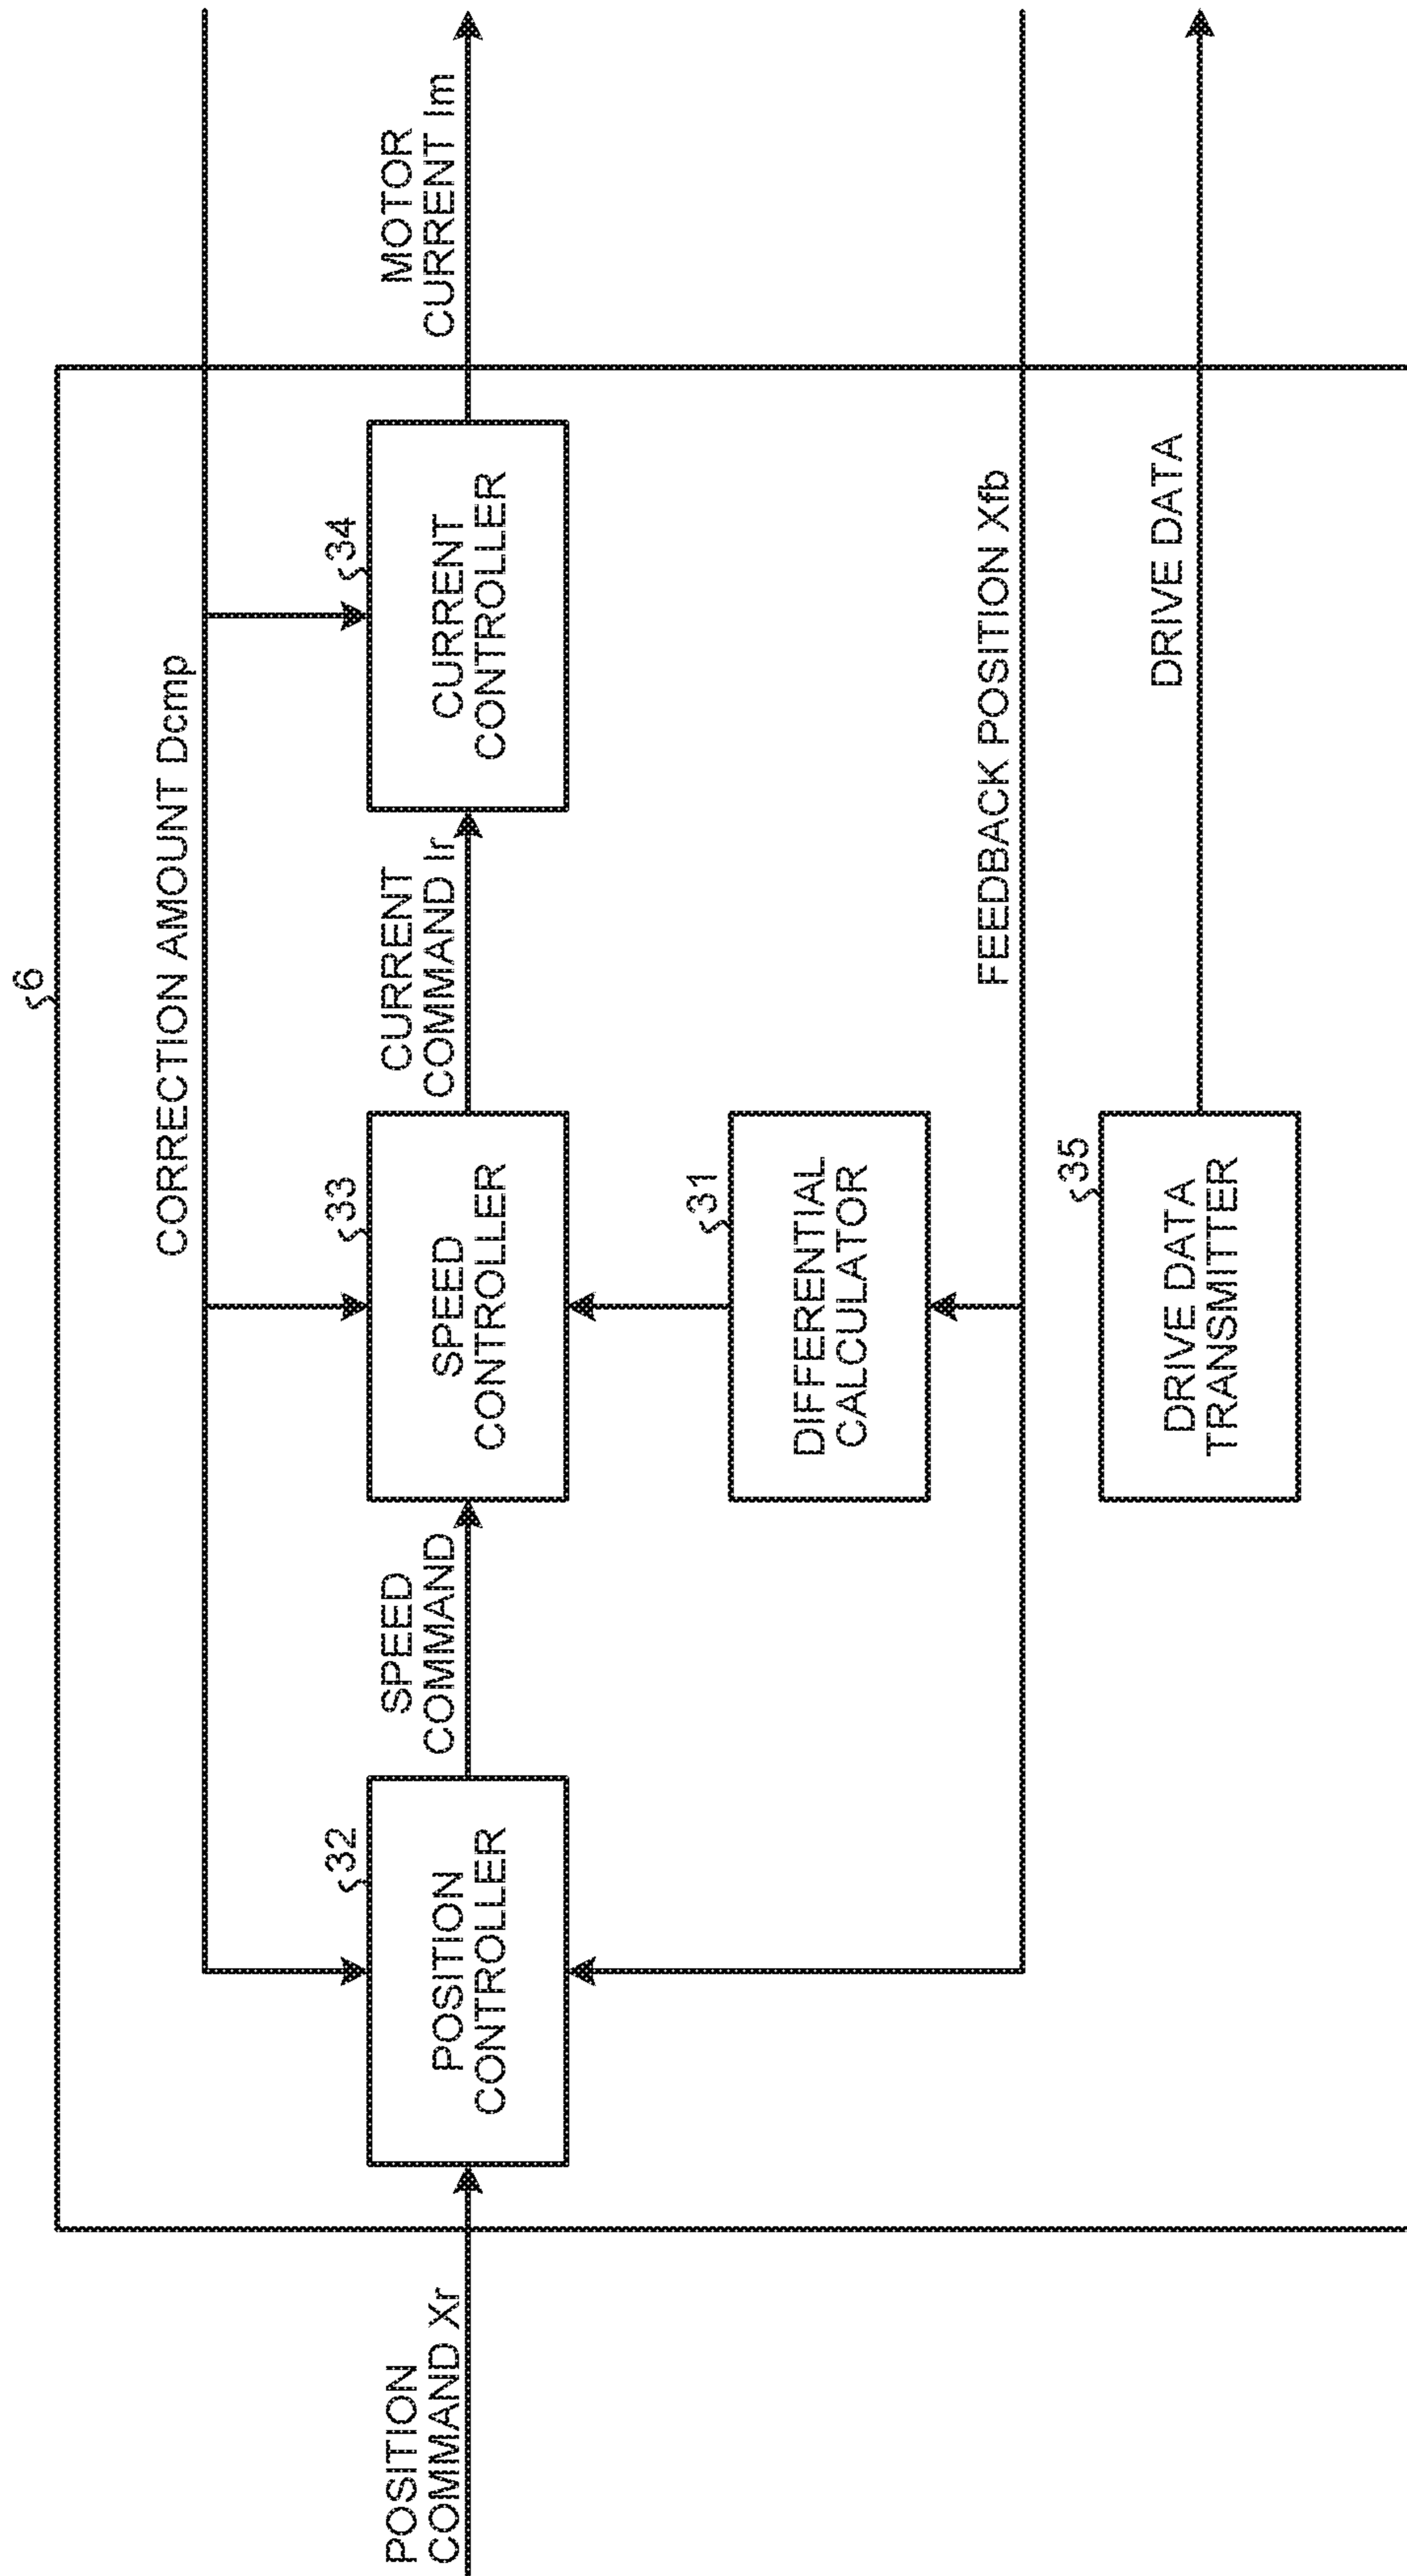 6
CORRECTION AMOUNT Dcmp
POSITION
COMMAND Xr
32
POSITION
CONTROLLER
SPEED
COMMAND
33
SPEED
CONTROLLER
CURRENT
COMMAND Ir
34
CURRENT
CONTROLLER
MOTOR
CURRENT Im
31
DIFFERENTIAL
CALCULATOR
FEEDBACK POSITION Xfb
35
DRIVE DATA
TRANSMITTER
DRIVE DATA